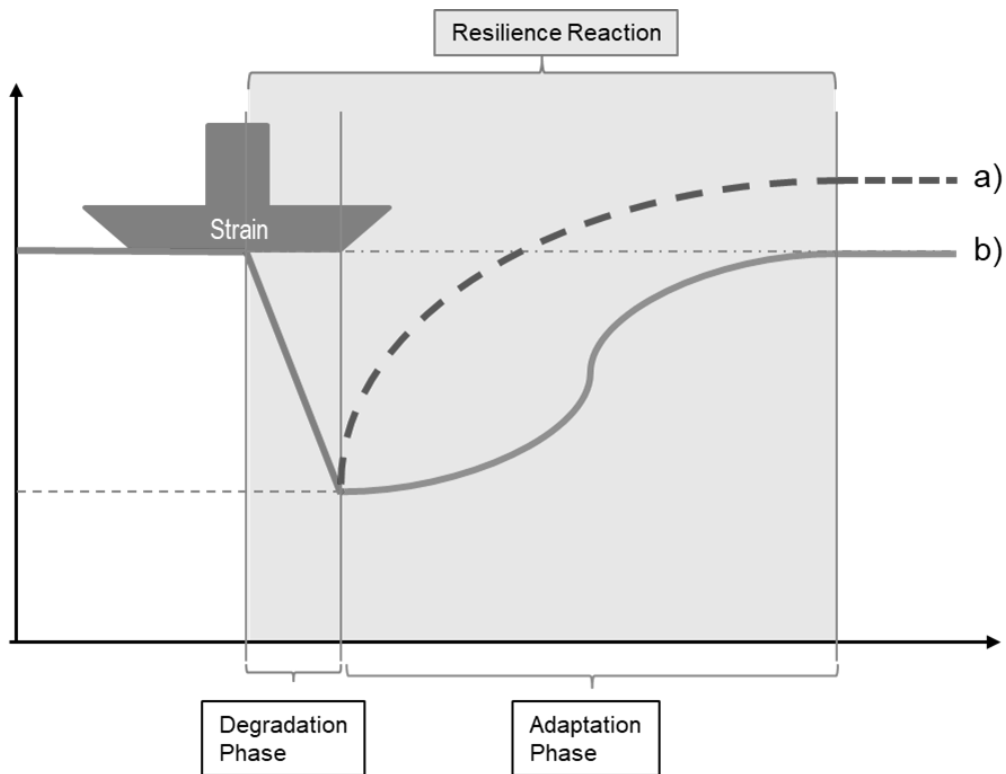 Resilience Reaction
Strain
a)
b)
Degradation
Phase
Adaptation
Phase